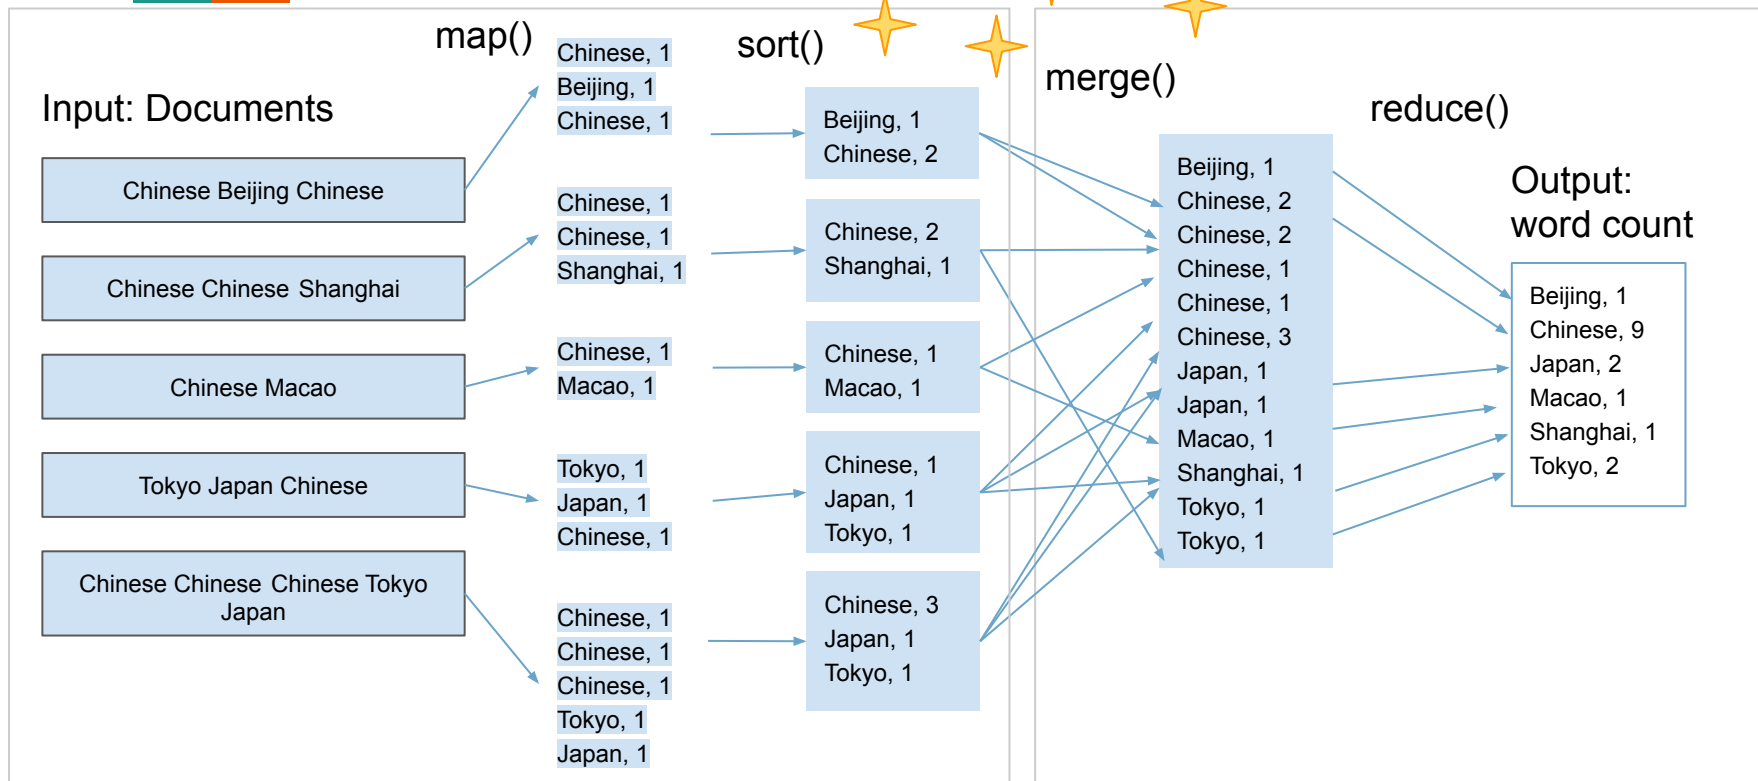 Input: Documents
Chinese Beijing Chinese
Chinese Chinese Shanghai
Chinese Macao
Tokyo Japan Chinese
Chinese Chinese Chinese Tokyo
Japan
map()
Chinese, 1
Beijing, 1
Chinese, 1
Chinese, 1
Chinese, 1
Shanghai, 1
Chinese, 1
Macao, 1
Tokyo, 1
Japan, 1
Chinese, 1
Chinese, 1
Chinese, 1
Chinese, 1
Tokyo, 1
Japan, 1
sort()
Beijing, 1
Chinese, 2
Chinese, 2
Shanghai, 1
Chinese, 1
Macao, 1
Chinese, 1
Japan, 1
Tokyo, 1
Chinese, 3
Japan, 1
Tokyo, 1
merge()
Beijing, 1
Chinese, 2
Chinese, 2
Chinese, 1
Chinese, 1
Chinese, 3
Japan, 1
Japan, 1
Macao, 1
Shanghai, 1
Tokyo, 1
Tokyo, 1
reduce()
Output:
word count
Beijing, 1
Chinese, 9
Japan, 2
Macao, 1
Shanghai, 1
Tokyo, 2